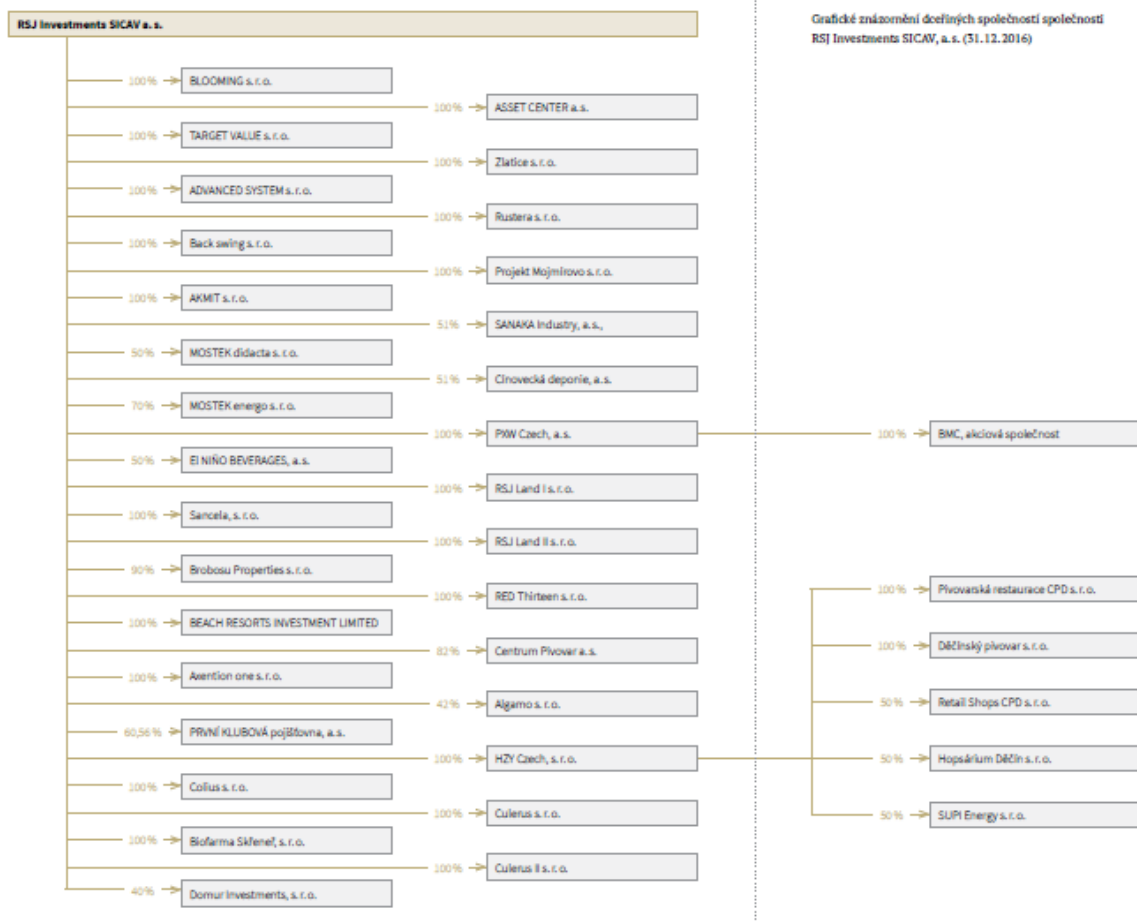 RSJ Investments SICAV a. s.
Grafické znázornění dceřiných společností společnosti
RSJ Investments SICAV, a.s. (31.12.2016)
100% BLOOMING s.r.o.
100% ASSET CENTER a.s.
100% TARGET VALUE s.r.o.
100% Zlatice s.r.o.
100% ADVANCED SYSTEM s.r.o.
100% Rustera s.r.o.
100% Back swing s.r.o.
100% Projekt Mojmírovo s.r.o.
100% AKMIT s.r.o.
51% SANAKA Industry, a.s.,
50% MOSTEK didacta s.r.o.
51% Cínovecká deponie, a.s.
70% MOSTEK energo s.r.o.
100% PXW Czech, a.s.
100% BMC, akciová společnost
50% El NIÑO BEVERAGES, a.s.
100% RSJ Land I s.r.o.
100% Sancela, s.r.o.
100% RSJ Land II s.r.o.
90% Brobosu Properties s.r.o.
100% Pivovarská restaurace CPD s.r.o.
100% RED Thirteen s.r.o.
100% BEACH RESORTS INVESTMENT LIMITED
100% Děčínský pivovar s.r.o.
82% Centrum Pivovar a.s.
100% Axention one s.r.o.
50% Retail Shops CPD s.r.o.
42% Algamo s.r.o.
60,56% PRVNÍ KLUBOVÁ pojišťovna, a.s.
100% HZY Czech, s.r.o.
50% Hopsárium Děčín s.r.o.
100% Colius s.r.o.
100% Culerus s.r.o.
50% SUPI Energy s.r.o.
100% Biofarma Skřeneř, s.r.o.
100% Culerus II s.r.o.
40% Domur Investments, s.r.o.